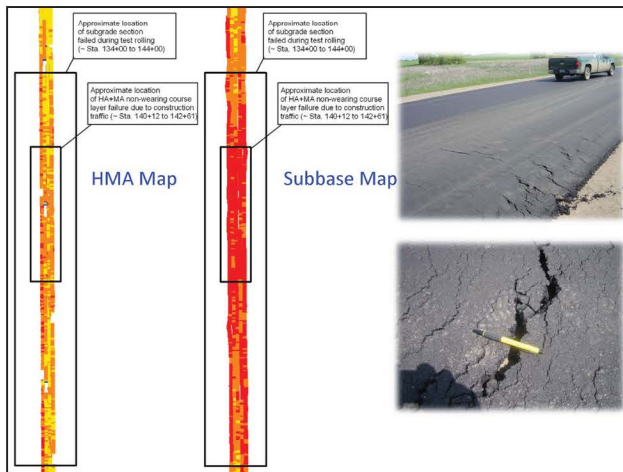 Approximate location
of subgrade section
failed during test rolling
(~ Sta. 134+00 to 144+00)
Approximate location
of HA+MA non-wearing course
layer failure due to construction
traffic (~ Sta. 140+12 to 142+61)
HMA Map
Approximate location
of subgrade section
failed during test rolling
(~ Sta. 134+00 to 144+00)
Approximate location
of HA+MA non-wearing course
layer failure due to construction
traffic (~ Sta. 140+12 to 142+61)
Subbase Map